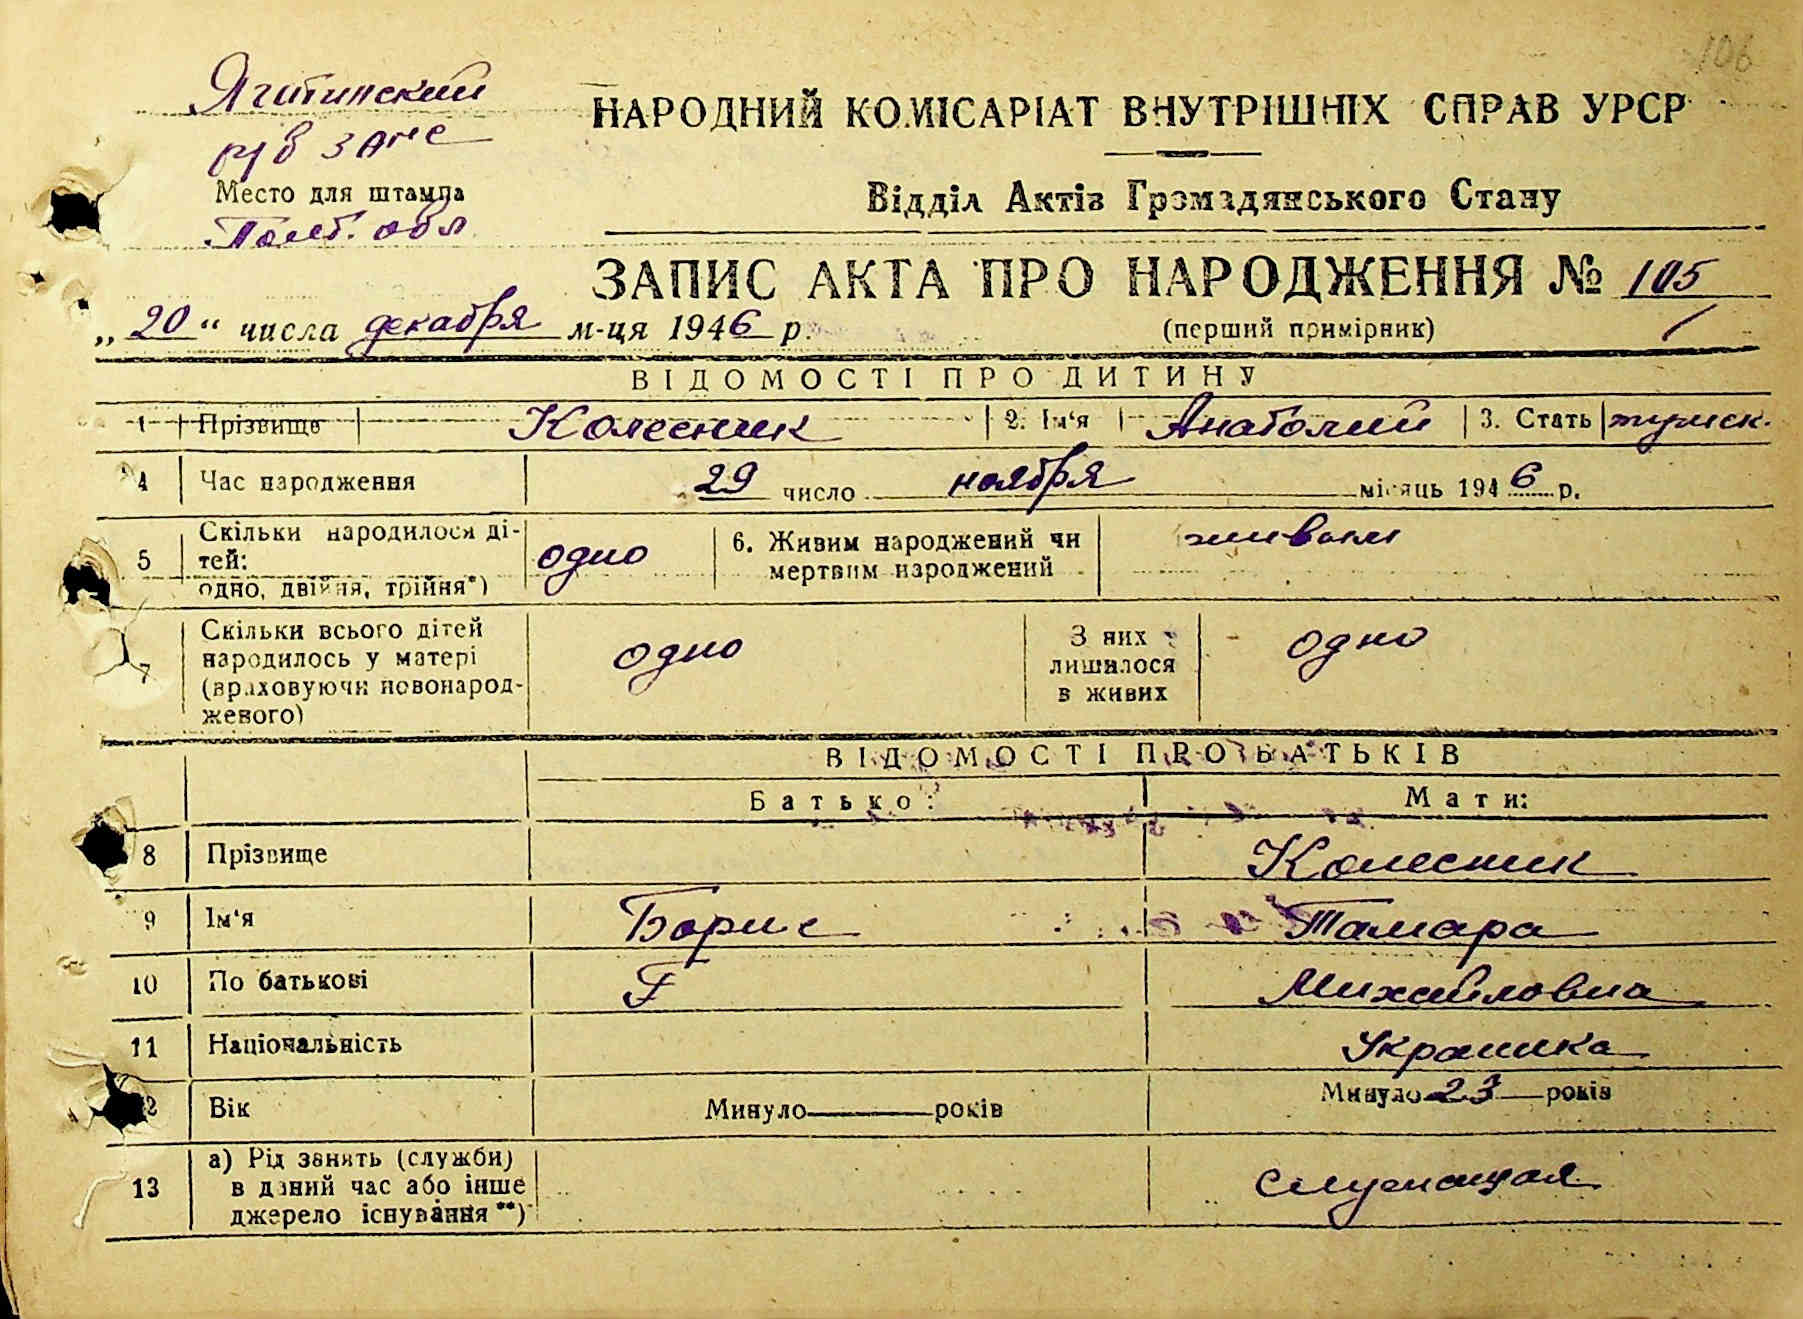 106
Яготинский
р/в ЗАГС
Место для штампа
Полт. обл
НАРОДНИЙ КОМІСАРІАТ ВНУТРІШНІХ СПРАВ УРСР
Відділ Актів Громадянського Стану
ЗАПИС АКТА ПРО НАРОДЖЕННЯ № 105
„20“ числа декабря м-ця 1946 р.
(перший примірник)
ВІДОМОСТІ ПРО ДИТИНУ
1 Прізвище Колесник 2. Ім‘я Анатолий 3. Стать мужск.
4 Час народження 29 число ноября місяць 1946 р.
5 Скільки народилося ді-
тей:
одно, двійня, трійня*)
одно
6. Живим народжений чи
мертвим народжений
живым
7 Скільки всього дітей
народилось у матері
(враховуючи новонарод-
женого)
одно
З них
лишилося
в живих
одно
ВІДОМОСТІ ПРО БАТЬКІВ
Батько: Мати:
8 Прізвище Колесник
9 Ім‘я Борис Тамара
10 По батькові Г Михайловна
11 Національність Украинка
12 Вік Минуло років Минуло 23 років
13 а) Рід занять (служби)
в даний час або інше
джерело існування**)
служащая